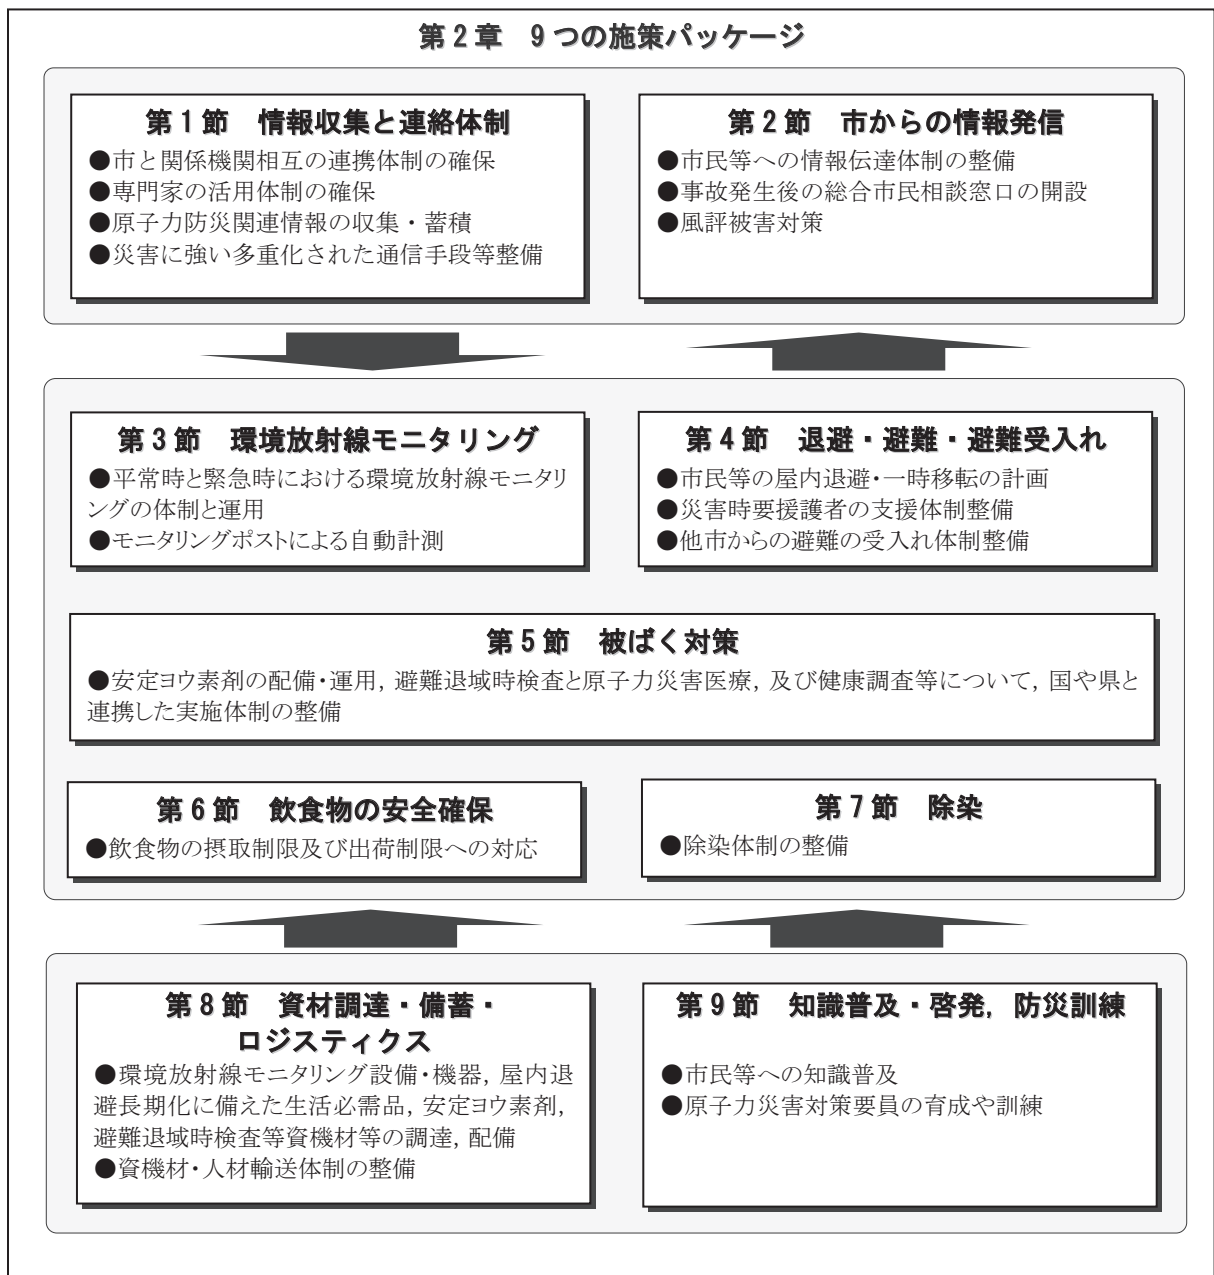 第2章　9つの施策パッケージ
第1節　情報収集と連絡体制
●市と関係機関相互の連携体制の確保
●専門家の活用体制の確保
●原子力防災関連情報の収集・蓄積
●災害に強い多重化された通信手段等整備
第2節　市からの情報発信
●市民等への情報伝達体制の整備
●事故発生後の総合市民相談窓口の開設
●風評被害対策
第3節　環境放射線モニタリング
●平常時と緊急時における環境放射線モニタリ
ングの体制と運用
●モニタリングポストによる自動計測
第4節　退避・避難・避難受入れ
●市民等の屋内退避・一時移転の計画
●災害時要援護者の支援体制整備
●他市からの避難の受入れ体制整備
第5節　被ばく対策
●安定ヨウ素剤の配備・運用，避難退域時検査と原子力災害医療，及び健康調査等について，国や県と
連携した実施体制の整備
第6節　飲食物の安全確保
●飲食物の摂取制限及び出荷制限への対応
第7節　除染
●除染体制の整備
第8節　資材調達・備蓄・
ロジスティクス
●環境放射線モニタリング設備・機器，屋内退
避長期化に備えた生活必需品，安定ヨウ素剤，
避難退域時検査等資機材等の調達，配備
●資機材・人材輸送体制の整備
第9節　知識普及・啓発，防災訓練
●市民等への知識普及
●原子力災害対策要員の育成や訓練